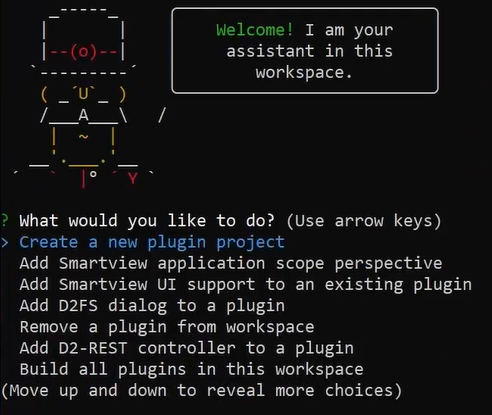 Welcome! I am your
assistant in this
workspace.
? What would you like to do? (Use arrow keys)
> Create a new plugin project
Add Smartview application scope perspective
Add Smartview UI support to an existing plugin
Add D2FS dialog to a plugin
Remove a plugin from workspace
Add D2-REST controller to a plugin
Build all plugins in this workspace
(Move up and down to reveal more choices)